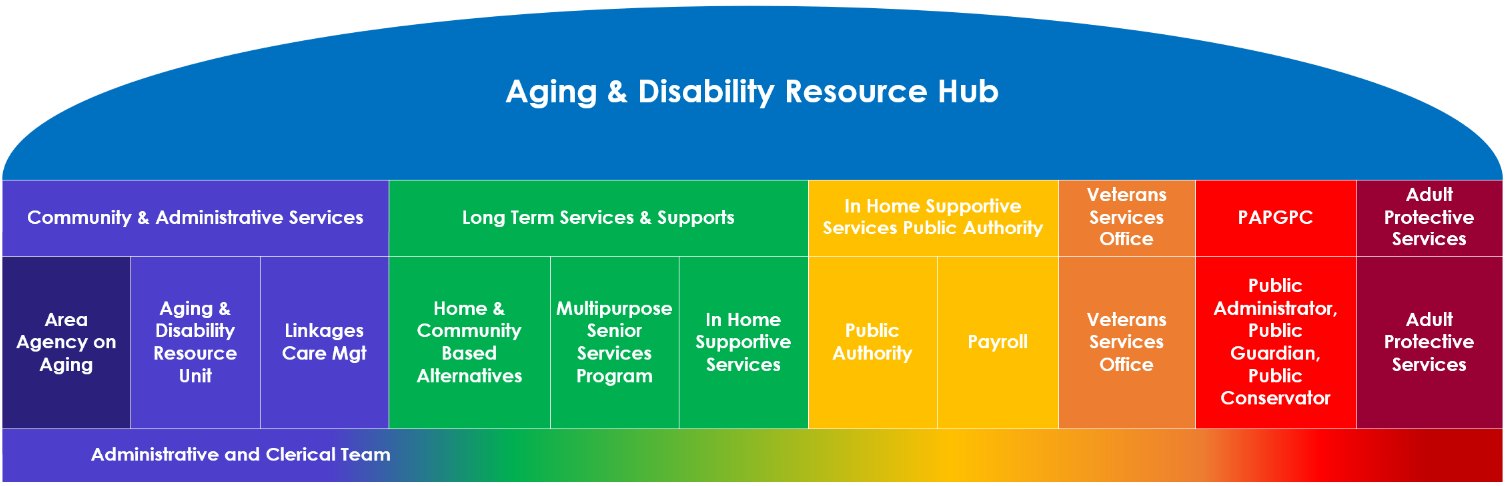 Aging & Disability Resource Hub
Community & Administrative Services
Long Term Services & Supports
In Home Supportive
Services Public Authority
Veterans
Services
Office
PAPGPC
Adult
Protective
Services
Area
Agency on
Aging
Aging &
Disability
Resource
Unit
Linkages
Care Mgt
Home &
Community
Based
Alternatives
Multipurpose
Senior
Services
Program
In Home
Supportive
Services
Public
Authority
Payroll
Veterans
Services
Office
Public
Administrator,
Public
Guardian,
Public
Conservator
Adult
Protective
Services
Administrative and Clerical Team